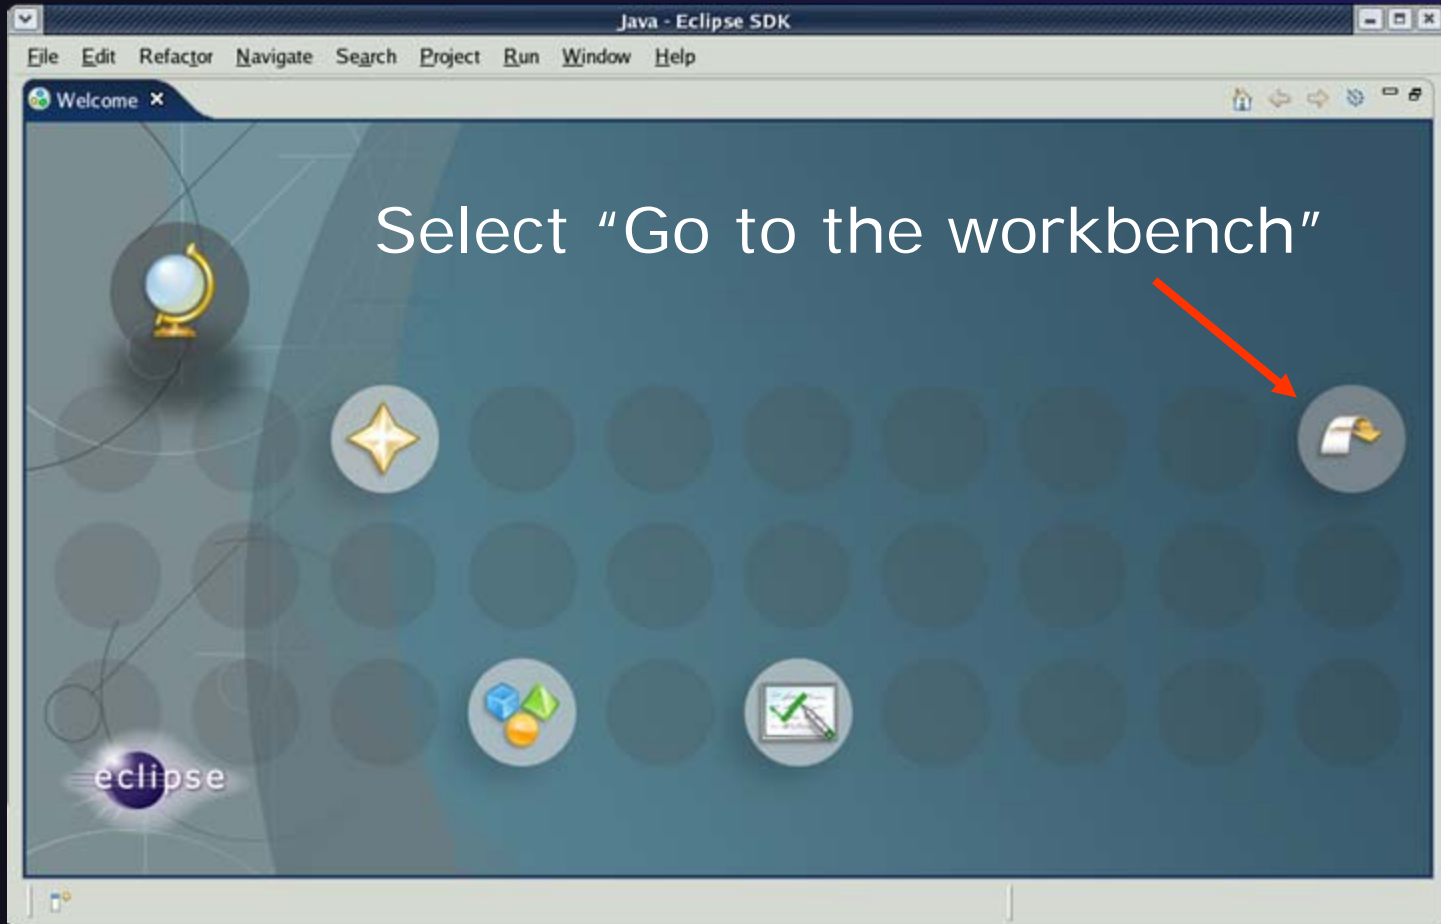 Java - Eclipse SDK
File Edit Refactor Navigate Search Project Run Window Help
Welcome
Select “Go to the workbench”
eclipse